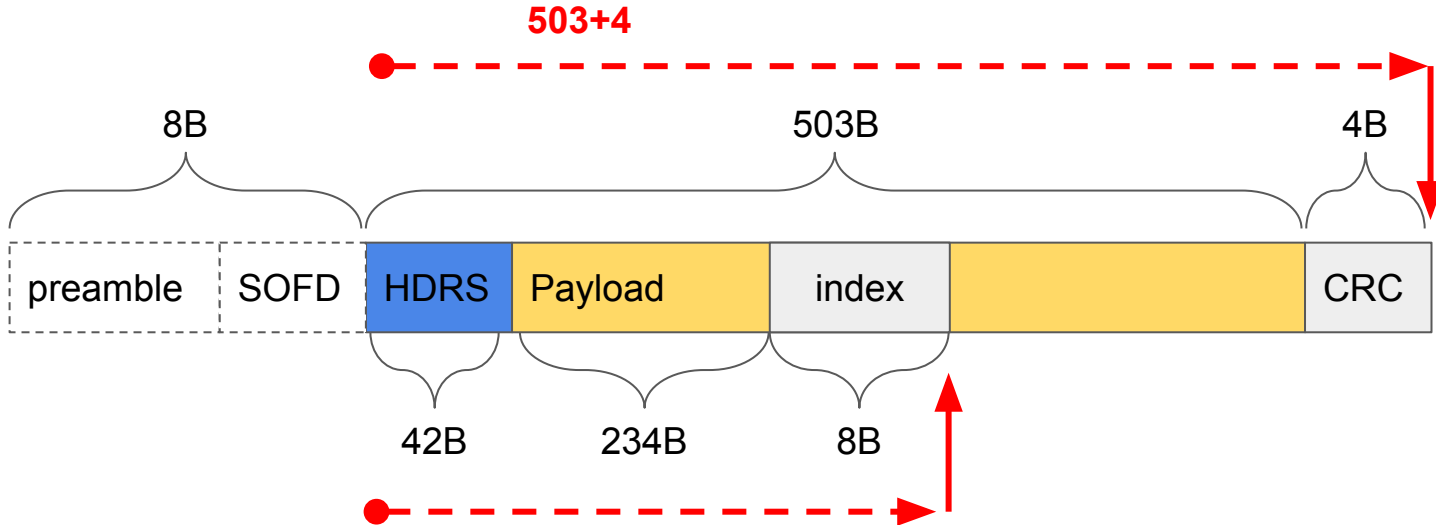 503+4
8B
503B
4B
preamble
SOFD
HDRS
Payload
index
CRC
42B
234B
8B